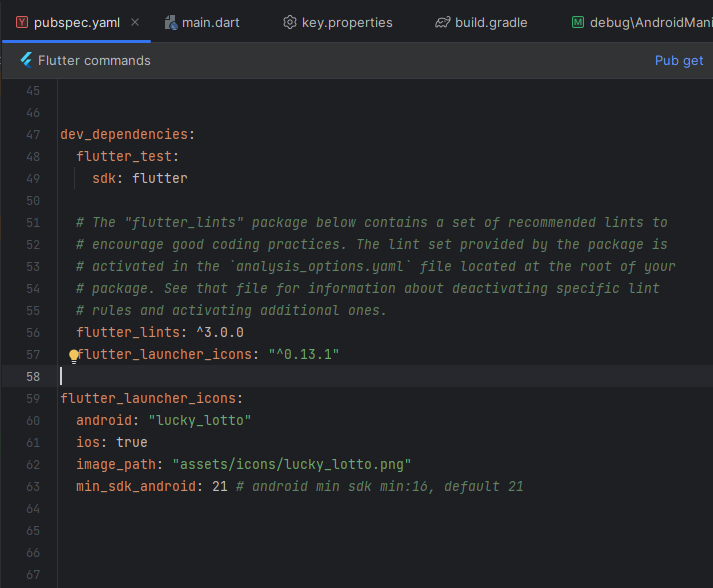 pubspec.yaml main.dart key.properties build.gradle debug\AndroidMani
Flutter commands Pub get
45
46
47 dev_dependencies:
48 flutter_test:
49 sdk: flutter
50
51 # The "flutter_lints" package below contains a set of recommended lints to
52 # encourage good coding practices. The lint set provided by the package is
53 # activated in the `analysis_options.yaml` file located at the root of your
54 # package. See that file for information about deactivating specific lint
55 # rules and activating additional ones.
56 flutter_lints: ^3.0.0
57 flutter_launcher_icons: "^0.13.1"
58
59 flutter_launcher_icons:
60 android: "lucky_lotto"
61 ios: true
62 image_path: "assets/icons/lucky_lotto.png"
63 min_sdk_android: 21 # android min sdk min:16, default 21
64
65
66
67